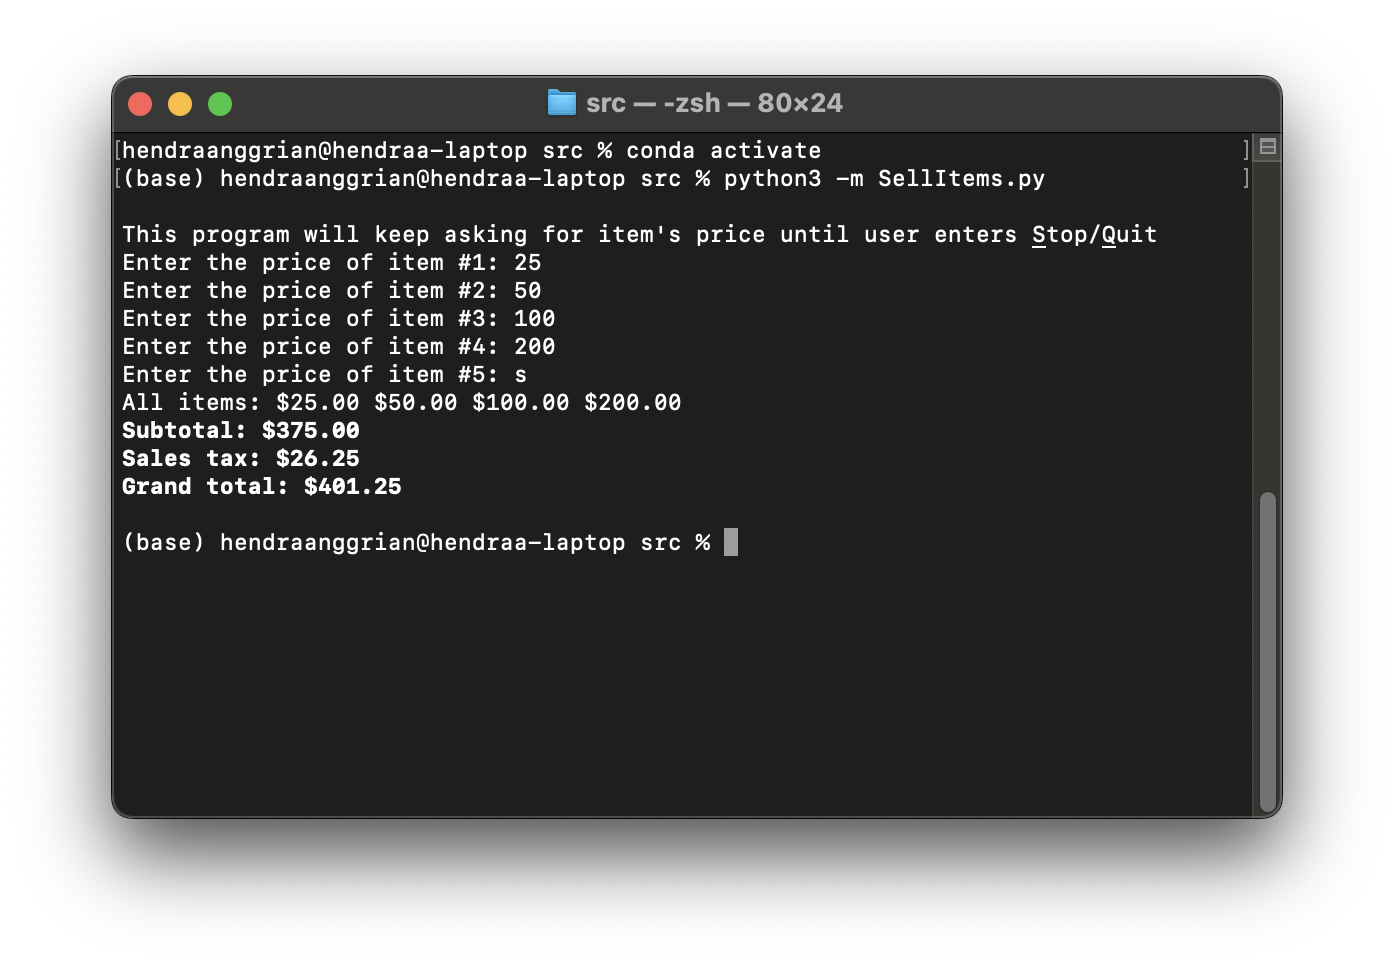 src — -zsh — 80×24
[hendraanggrian@hendraa-laptop src % conda activate ]
[(base) hendraanggrian@hendraa-laptop src % python3 -m SellItems.py ]
This program will keep asking for item's price until user enters Stop/Quit
Enter the price of item #1: 25
Enter the price of item #2: 50
Enter the price of item #3: 100
Enter the price of item #4: 200
Enter the price of item #5: s
All items: $25.00 $50.00 $100.00 $200.00
Subtotal: $375.00
Sales tax: $26.25
Grand total: $401.25
(base) hendraanggrian@hendraa-laptop src %